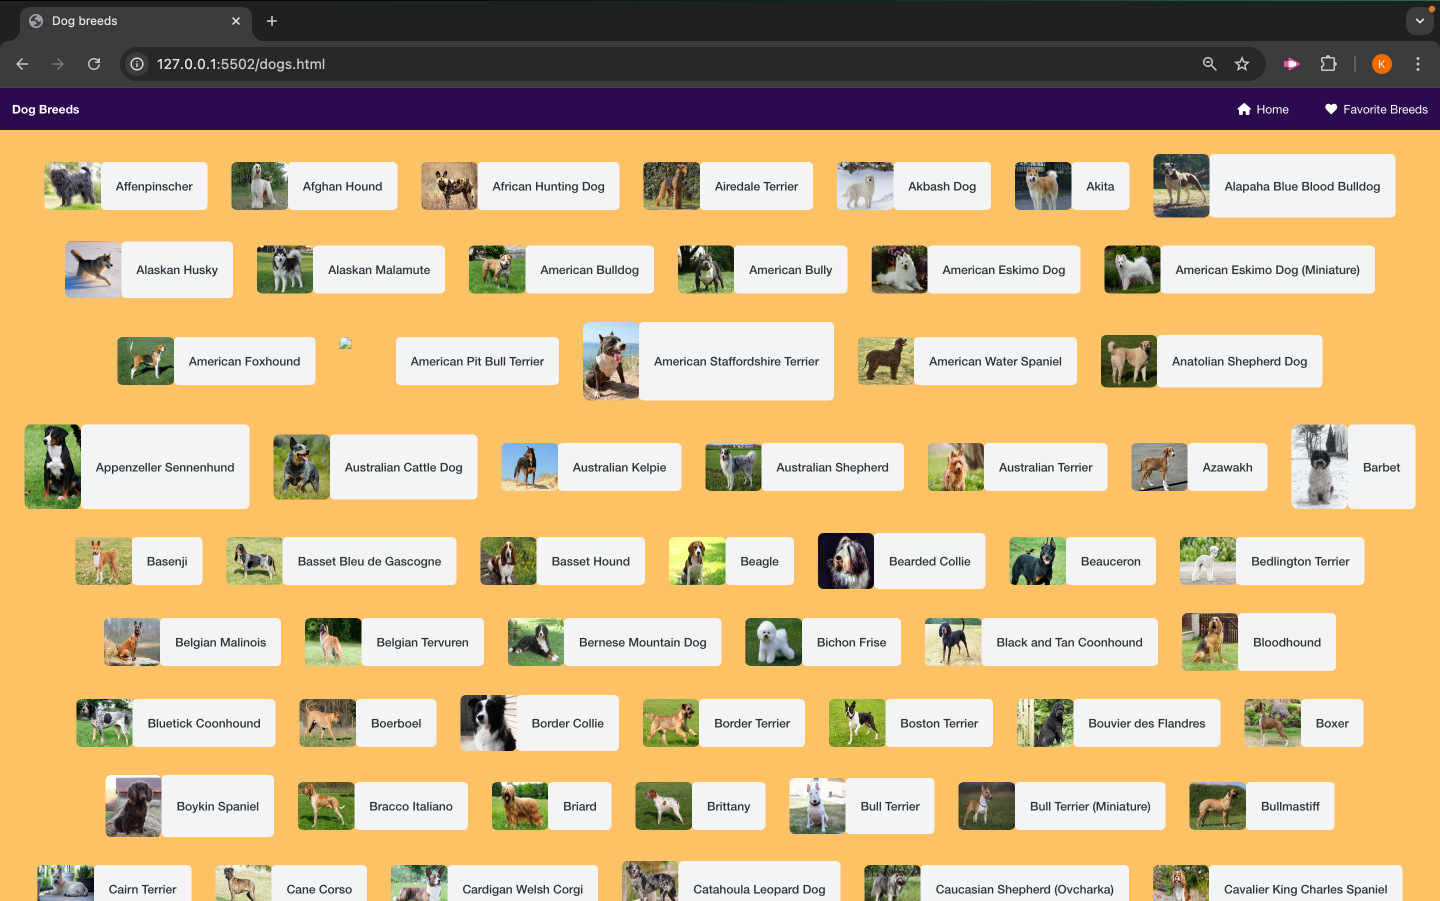 Dog breeds
127.0.0.1:5502/dogs.html
K
Dog Breeds
Home
Favorite Breeds
Affenpinscher
Afghan Hound
African Hunting Dog
Airedale Terrier
Akbash Dog
Akita
Alapaha Blue Blood Bulldog
Alaskan Husky
Alaskan Malamute
American Bulldog
American Bully
American Eskimo Dog
American Eskimo Dog (Miniature)
American Foxhound
American Pit Bull Terrier
American Staffordshire Terrier
American Water Spaniel
Anatolian Shepherd Dog
Appenzeller Sennenhund
Australian Cattle Dog
Australian Kelpie
Australian Shepherd
Australian Terrier
Azawakh
Barbet
Basenji
Basset Bleu de Gascogne
Basset Hound
Beagle
Bearded Collie
Beauceron
Bedlington Terrier
Belgian Malinois
Belgian Tervuren
Bernese Mountain Dog
Bichon Frise
Black and Tan Coonhound
Bloodhound
Bluetick Coonhound
Boerboel
Border Collie
Border Terrier
Boston Terrier
Bouvier des Flandres
Boxer
Boykin Spaniel
Bracco Italiano
Briard
Brittany
Bull Terrier
Bull Terrier (Miniature)
Bullmastiff
Cairn Terrier
Cane Corso
Cardigan Welsh Corgi
Catahoula Leopard Dog
Caucasian Shepherd (Ovcharka)
Cavalier King Charles Spaniel